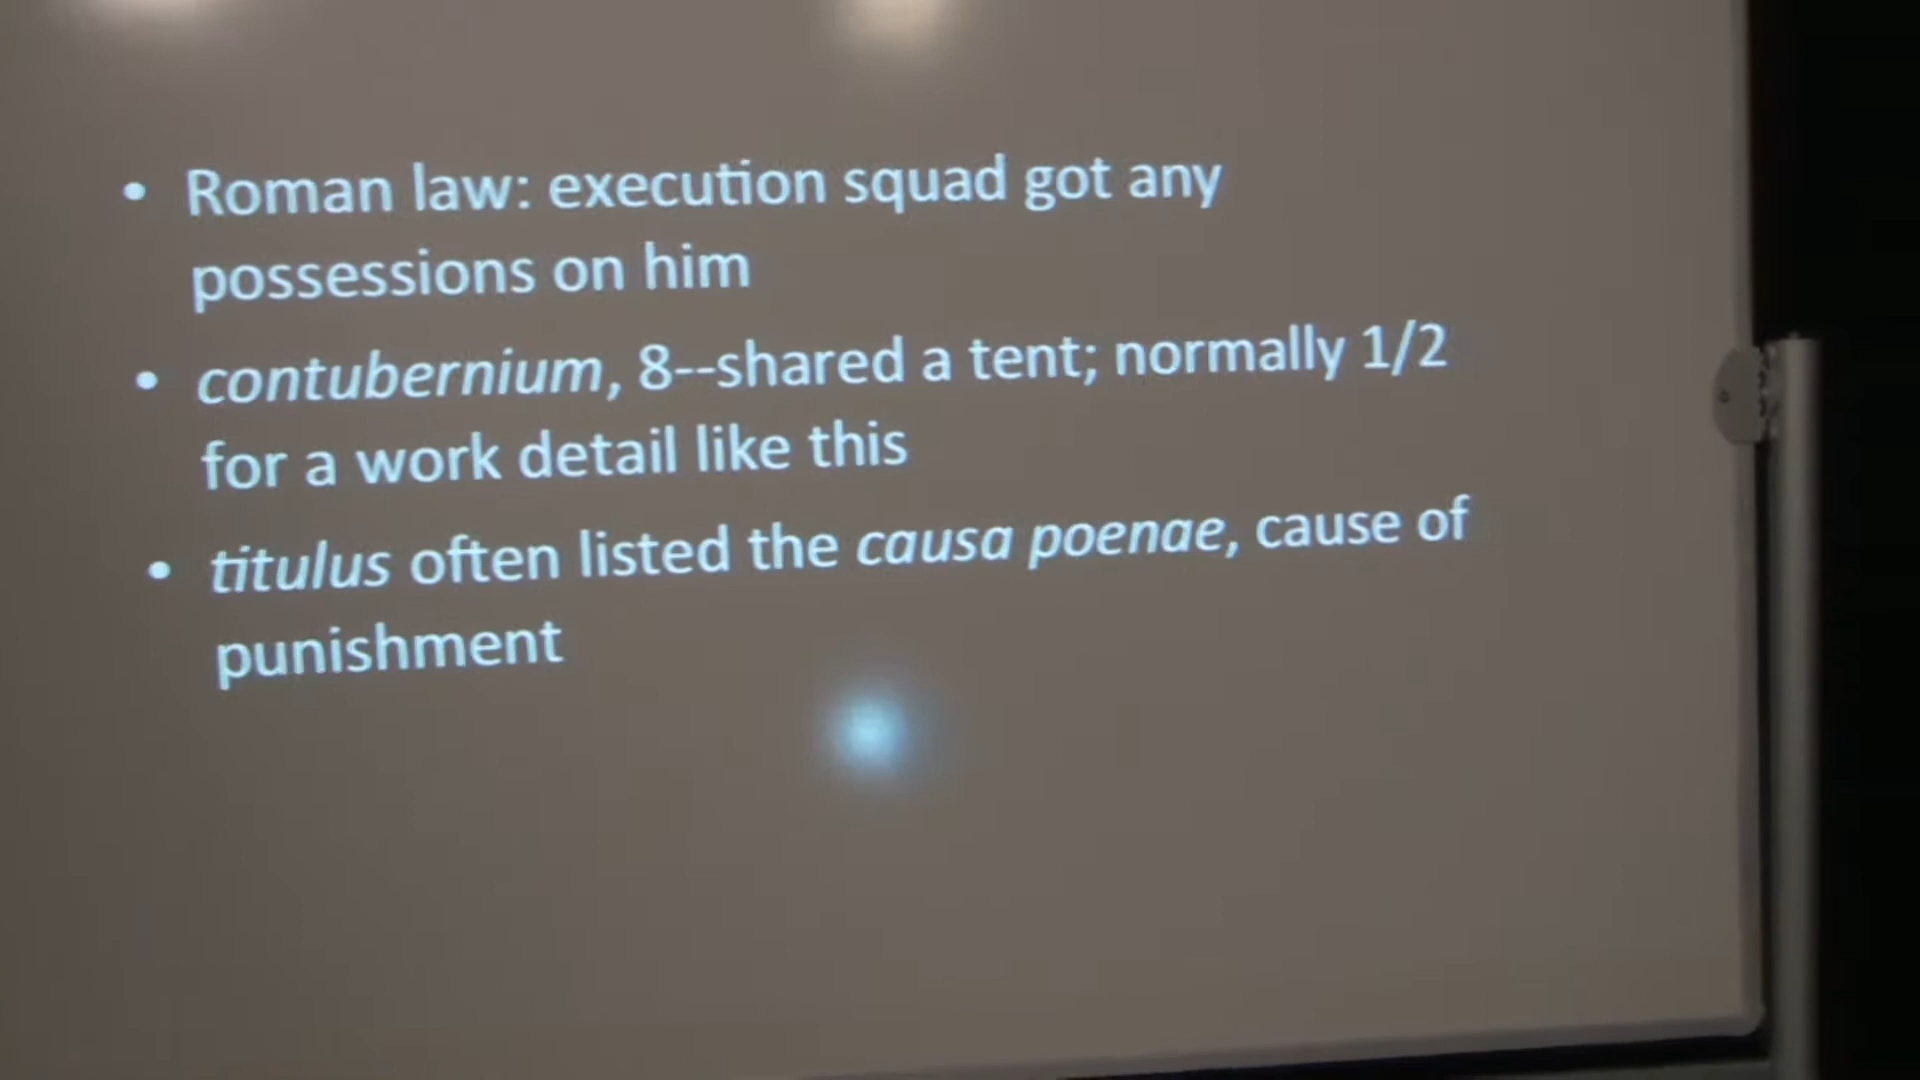 • Roman law: execution squad got any
possessions on him
• contubernium, 8--shared a tent; normally 1/2
for a work detail like this
• titulus often listed the causa poenae, cause of
punishment